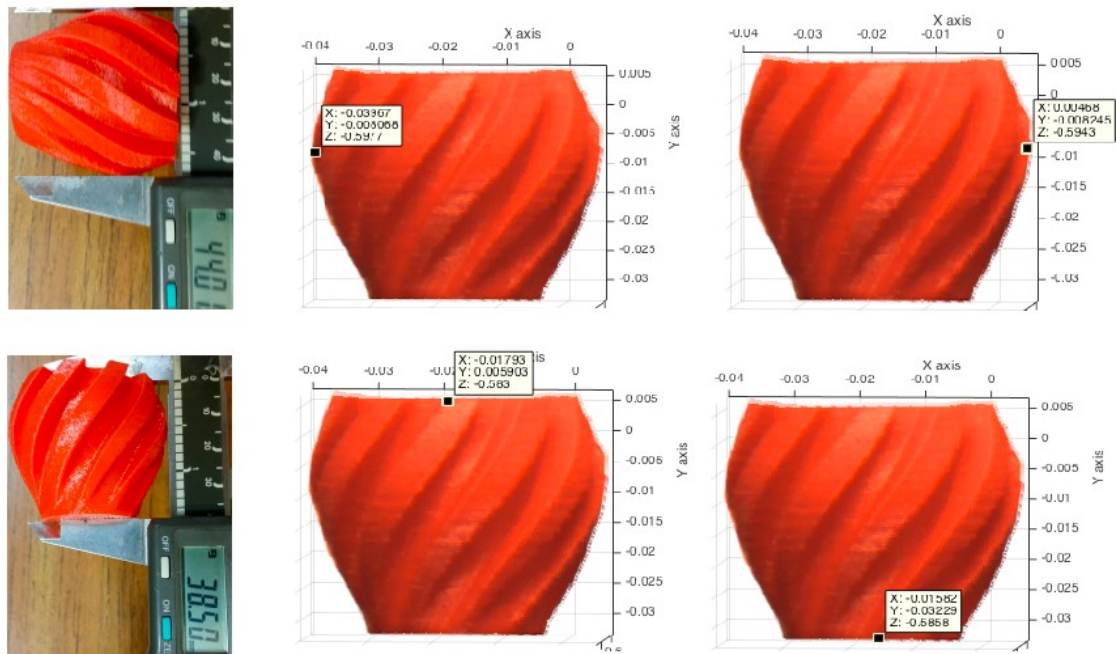 X axis
-0.04 -0.03 -0.02 -0.01 0
0.005
0
-0.005
-0.01
-0.015
-0.02
-0.025
-0.03
Y axis
X: -0.03967
Y: -0.008068
Z: -0.5977
X axis
-0.04 -0.03 -0.02 -0.01 0
0.005
0
-0.01
-0.015
-0.02
-0.025
X: 0.00468
Y: -0.008245
Z: -0.5943
OFF
ON
44.01
X: -0.01793
Y: 0.005903
Z: -0.583
-0.04 -0.03 0
0.005
0
-0.005
-0.01
-0.015
-0.02
-0.025
-0.03
Y axis
X axis
-0.04 -0.03 -0.02 -0.01 0
0.005
0
-0.005
-0.01
-0.015
-0.02
-0.025
-0.03
Y axis
X: -0.01582
Y: -0.03229
Z: -0.5858
OFF
ON
38.50